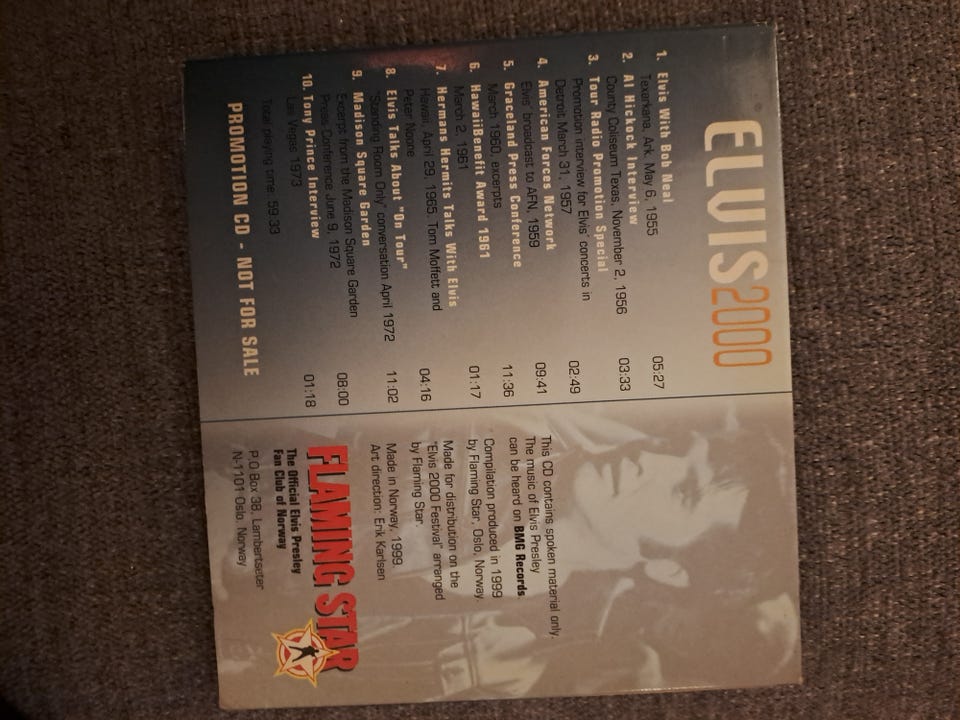 ELVIS2000
1. Elvis With Bob Neal 05:27
Texarkana, Ark. May 6, 1955
2. Al Hickock Interview 03:33
County Coliseum Texas, November 2, 1956
3. Tour Radio Promotion Special 02:49
Promotion interview for Elvis' concerts in
Detroit March 31, 1957
4. American Forces Network 09:41
Elvis' broadcast to AFN, 1959
5. Graceland Press Conference 11:36
March 1960, excerpts
6. HawaiiBenefit Award 1961 01:17
March 2, 1961
7. Hermans Hermits Talks With Elvis 04:16
Hawaii, April 29, 1965. Tom Moffett and
Peter Noone
8. Elvis Talks About "On Tour" 11:02
"Standing Room Only" conversation April 1972
9. Madison Square Garden 08:00
Excerpt from the Madison Square Garden
Press Conference June 9, 1972
10. Tony Prince Interview 01:18
Las Vegas 1973
Total playing time: 59:33
PROMOTION CD - NOT FOR SALE
This CD contains spoken material only.
The music of Elvis Presley
can be heard on BMG Records.
Compilation produced in 1999
by Flaming Star, Oslo, Norway.
Made for distribution on the
"Elvis 2000 Festival" arranged
by Flaming Star.
Made in Norway, 1999.
Art direction: Erik Karlsen
FLAMING STAR
The Official Elvis Presley
Fan Club of Norway
P.O.Box 38, Lambertseter
N-1101 Oslo, Norway